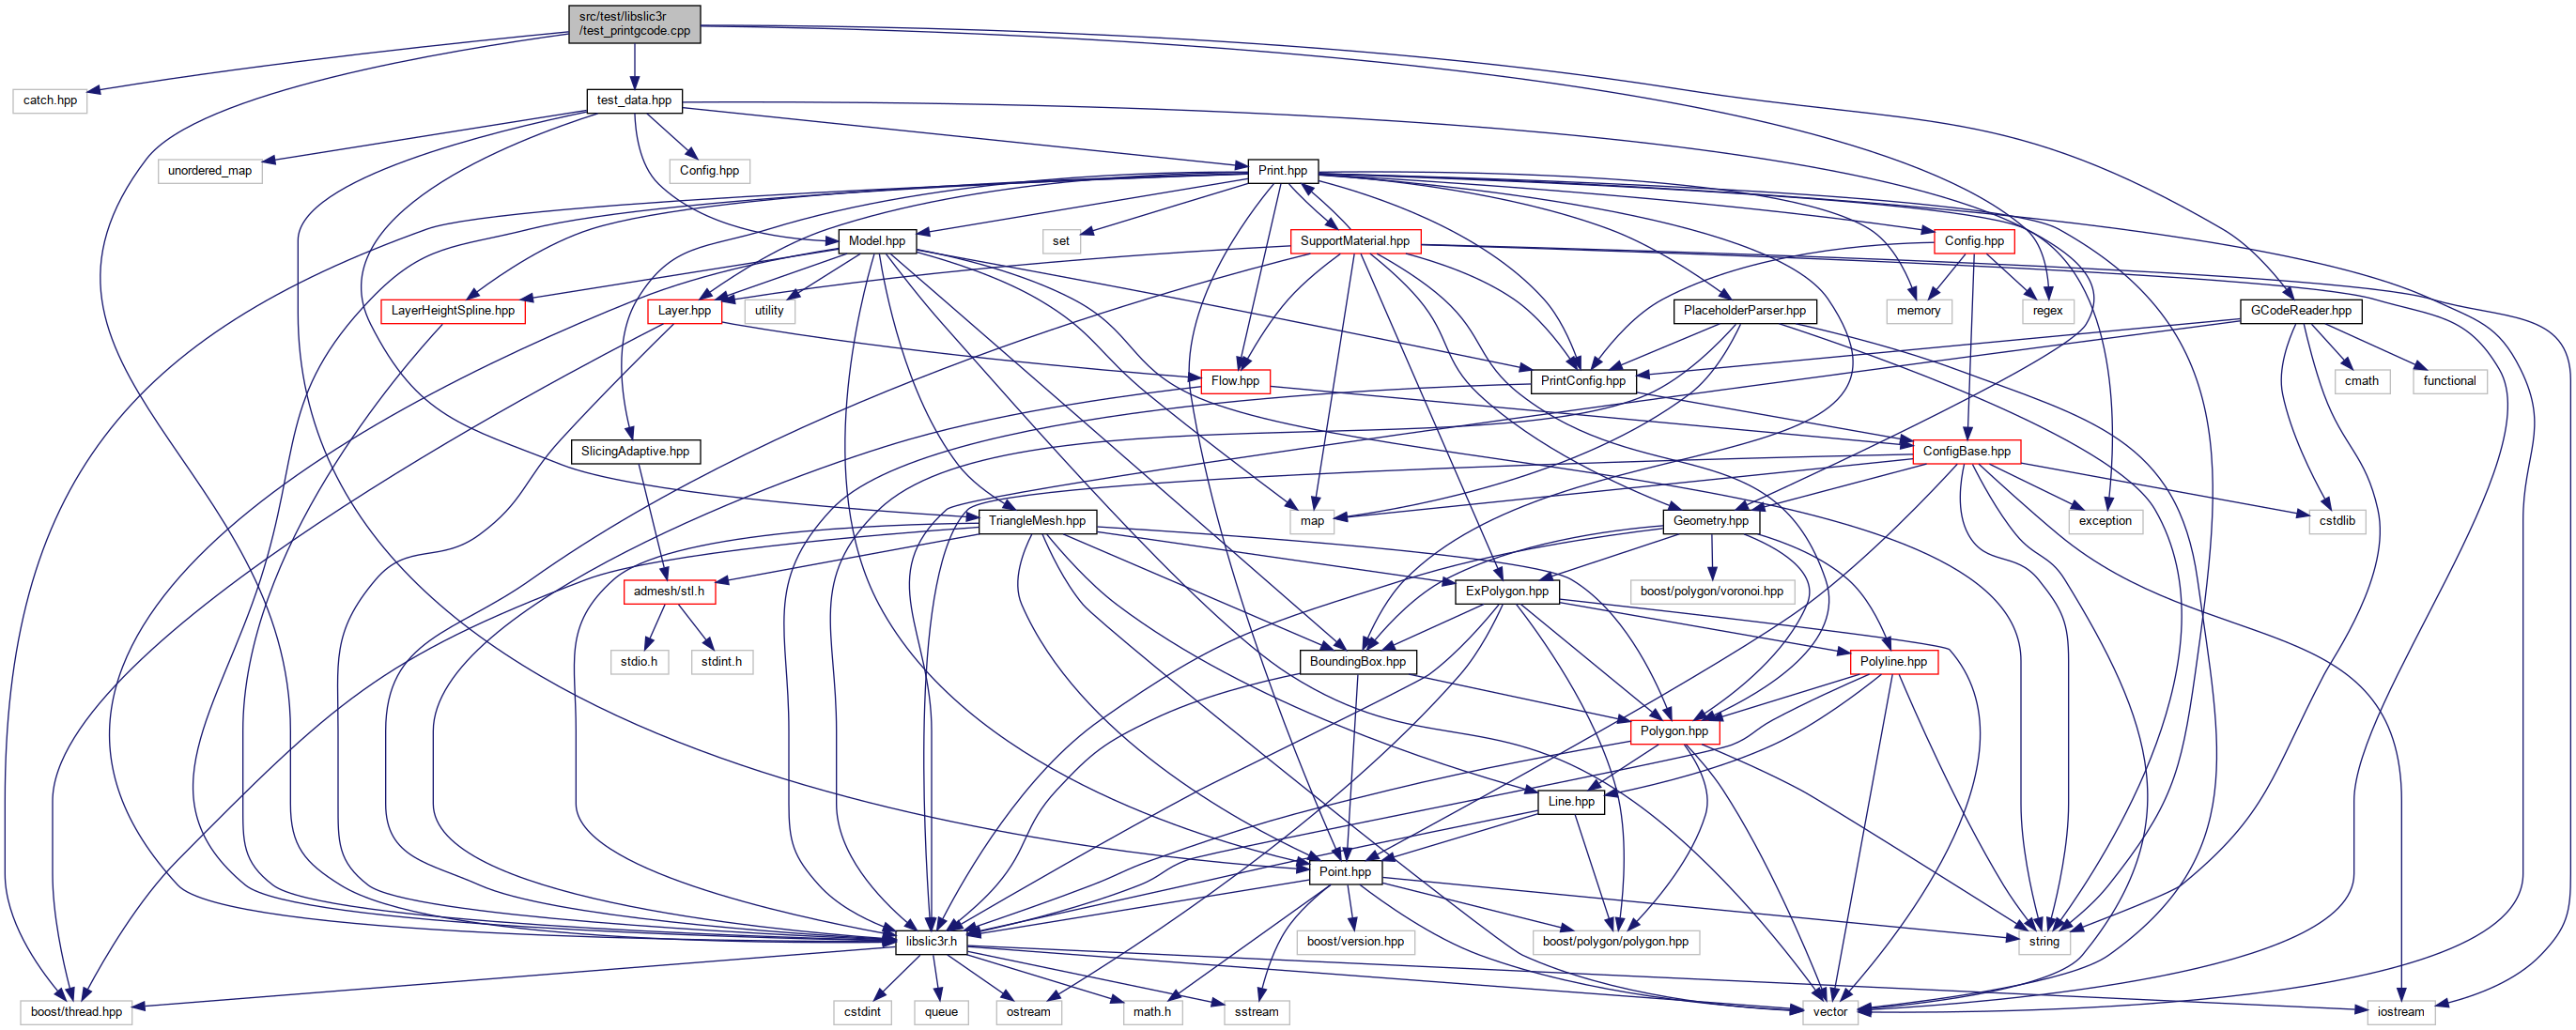 src/test/libslic3r
/test_printgcode.cpp
catch.hpp
test_data.hpp
unordered_map
Config.hpp
Print.hpp
Model.hpp
set
SupportMaterial.hpp
Config.hpp
LayerHeightSpline.hpp
Layer.hpp
utility
PlaceholderParser.hpp
memory
regex
GCodeReader.hpp
Flow.hpp
PrintConfig.hpp
cmath
functional
SlicingAdaptive.hpp
ConfigBase.hpp
TriangleMesh.hpp
map
Geometry.hpp
exception
cstdlib
admesh/stl.h
ExPolygon.hpp
boost/polygon/voronoi.hpp
stdio.h
stdint.h
BoundingBox.hpp
Polyline.hpp
Polygon.hpp
Line.hpp
Point.hpp
libslic3r.h
boost/version.hpp
boost/polygon/polygon.hpp
string
boost/thread.hpp
cstdint
queue
ostream
math.h
sstream
vector
iostream